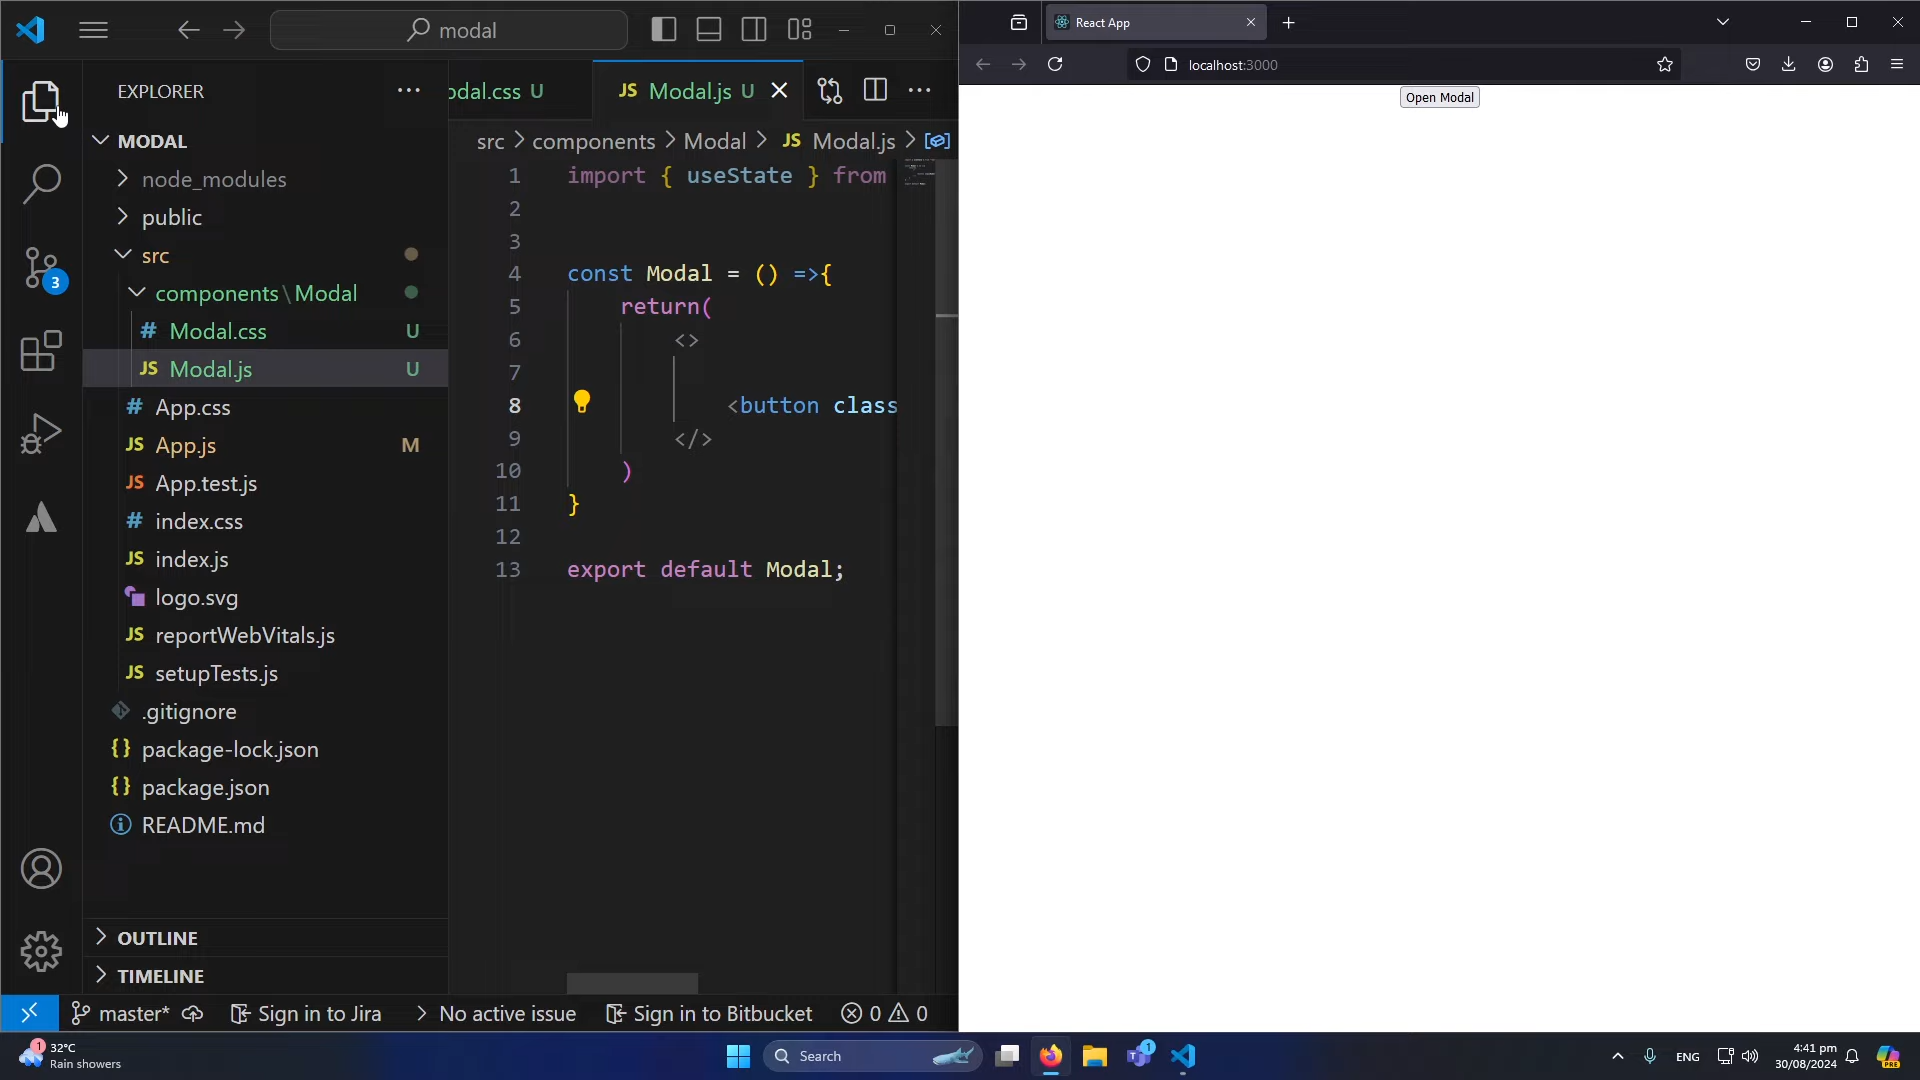 modal
EXPLORER
MODAL
node_modules
public
src
components\Modal
# Modal.css U
JS Modal.js U
# App.css
JS App.js M
JS App.test.js
# index.css
JS index.js
logo.svg
JS reportWebVitals.js
JS setupTests.js
.gitignore
{} package-lock.json
{} package.json
README.md
OUTLINE
TIMELINE
3
odal.css U
JS Modal.js U
src > components > Modal > JS Modal.js >
1 import { useState } from
2
3
4 const Modal = () =>{
5 return(
6 <>
7
8 <button class
9 </>
10 )
11 }
12
13 export default Modal;
master*
Sign in to Jira
No active issue
Sign in to Bitbucket
0 0
React App
localhost:3000
Open Modal
1
32°C
Rain showers
Search
1
ENG
4:41 pm
30/08/2024
PRE